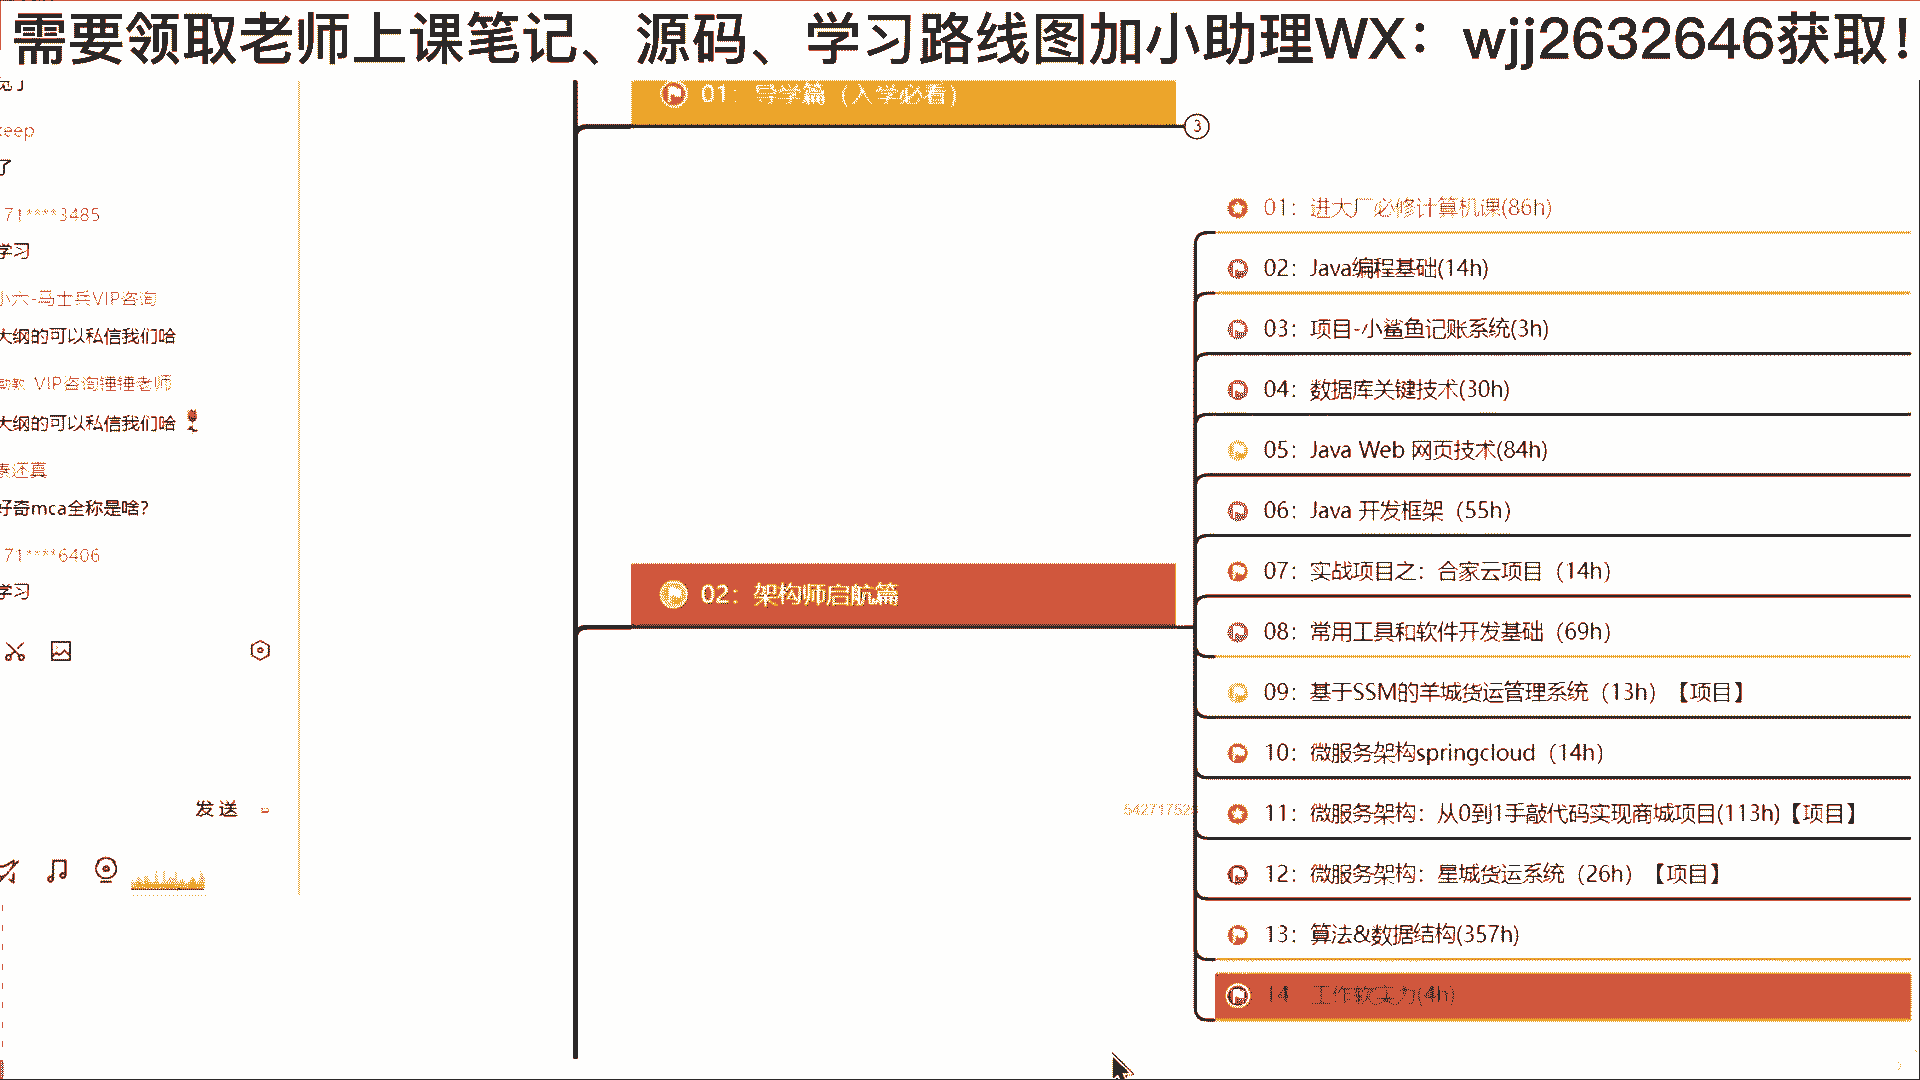 需要领取老师上课笔记、源码、学习路线图加小助理WX：wjj2632646获取！
keep
了
71****3485
学习
小六-马士兵VIP咨询
大纲的可以私信我们哈
VIP咨询锤锤老师
大纲的可以私信我们哈
秦还真
好奇mca全称是啥?
71****6406
学习
发送
01：导学篇（入学必看）
3
02：架构师启航篇
54271752
01：进大厂必修计算机课(86h)
02：Java编程基础(14h)
03：项目-小鲨鱼记账系统(3h)
04：数据库关键技术(30h)
05：Java Web 网页技术(84h)
06：Java 开发框架（55h）
07：实战项目之：合家云项目（14h）
08：常用工具和软件开发基础（69h）
09：基于SSM的羊城货运管理系统（13h）【项目】
10：微服务架构springcloud（14h）
11：微服务架构：从0到1手敲代码实现商城项目(113h)【项目】
12：微服务架构：星城货运系统（26h）【项目】
13：算法&数据结构(357h)
14：工作软实力(4h)